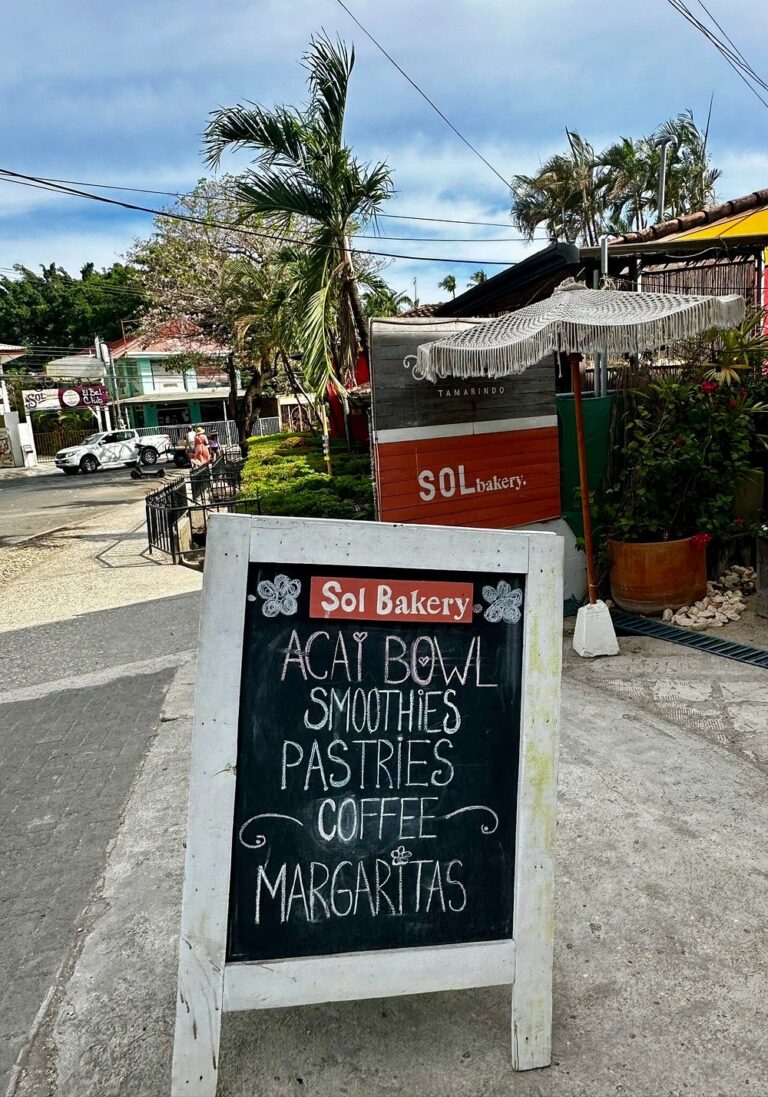 TAMARINDO
SOL bakery.
Sol Bakery
ACAI BOWL
SMOOTHIES
PASTRIES
COFFEE
MARGARITAS